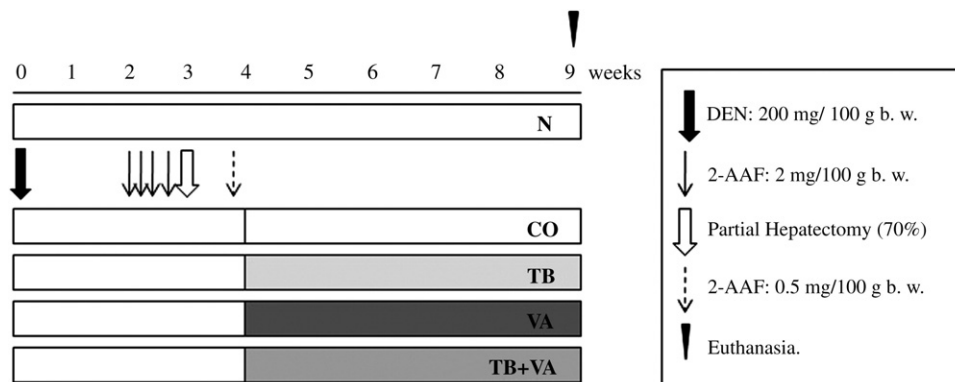 0 1 2 3 4 5 6 7 8 9 weeks
N
CO
TB
VA
TB+VA
DEN: 200 mg/ 100 g b. w.
2-AAF: 2 mg/100 g b. w.
Partial Hepatectomy (70%)
2-AAF: 0.5 mg/100 g b. w.
Euthanasia.